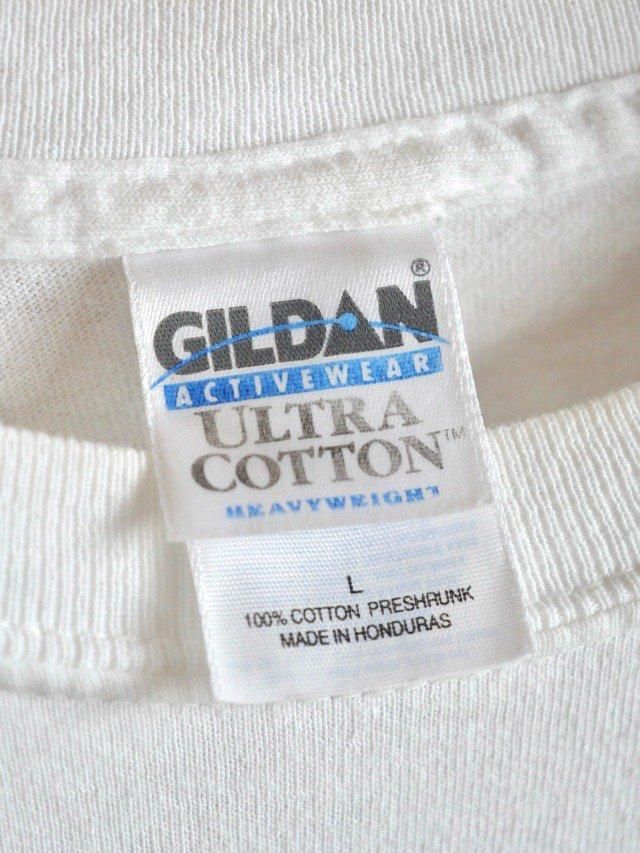 GILDAN®
ACTIVEWEAR
ULTRA
COTTON™
HEAVYWEIGHT
L
100% COTTON PRESHRUNK
MADE IN HONDURAS